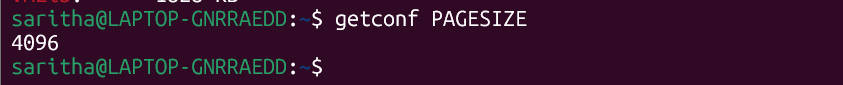 saritha@LAPTOP-GNRRAEDD:~$ getconf PAGESIZE
4096
saritha@LAPTOP-GNRRAEDD:~$